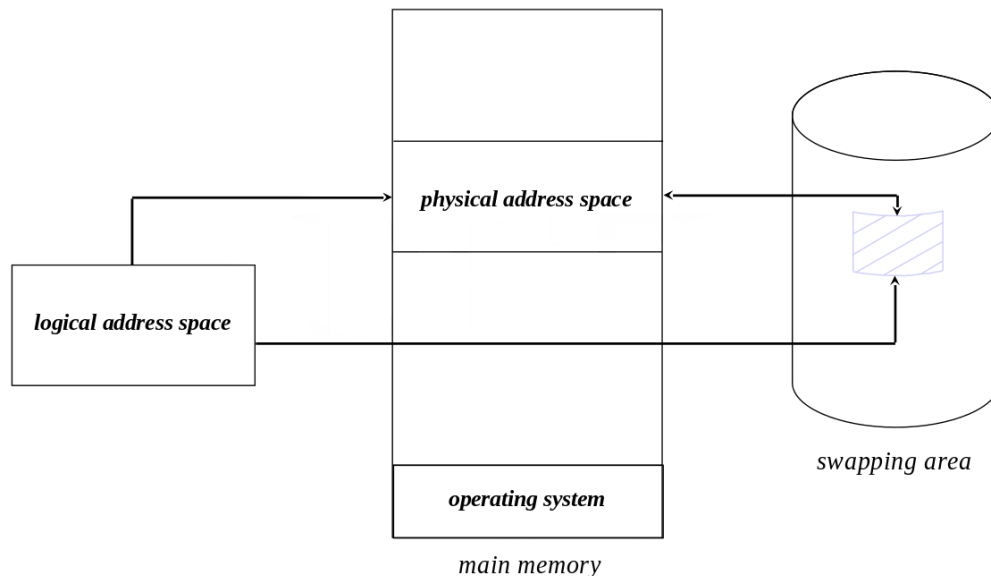 physical address space
logical address space
swapping area
operating system
main memory